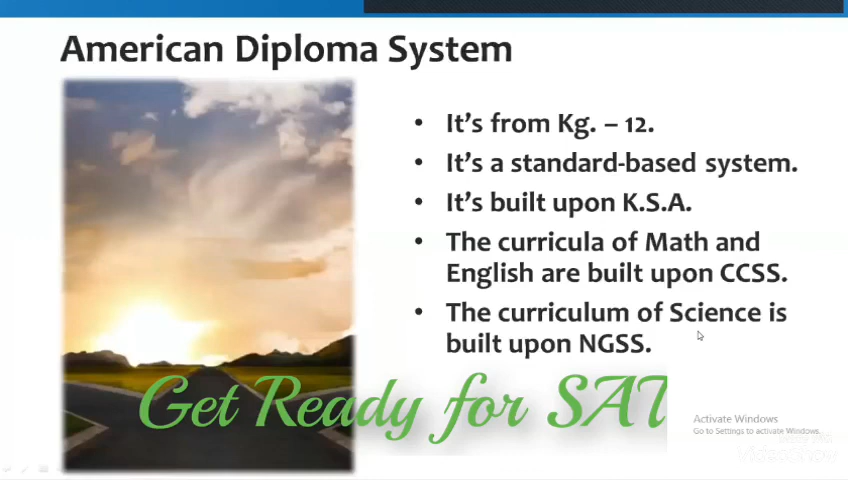 American Diploma System
• It's from Kg. – 12.
• It's a standard-based system.
• It's built upon K.S.A.
• The curricula of Math and
English are built upon CCSS.
• The curriculum of Science is
built upon NGSS.
Get Ready for SAT
Activate Windows
Go to Settings to activate Windows.
VideoShow